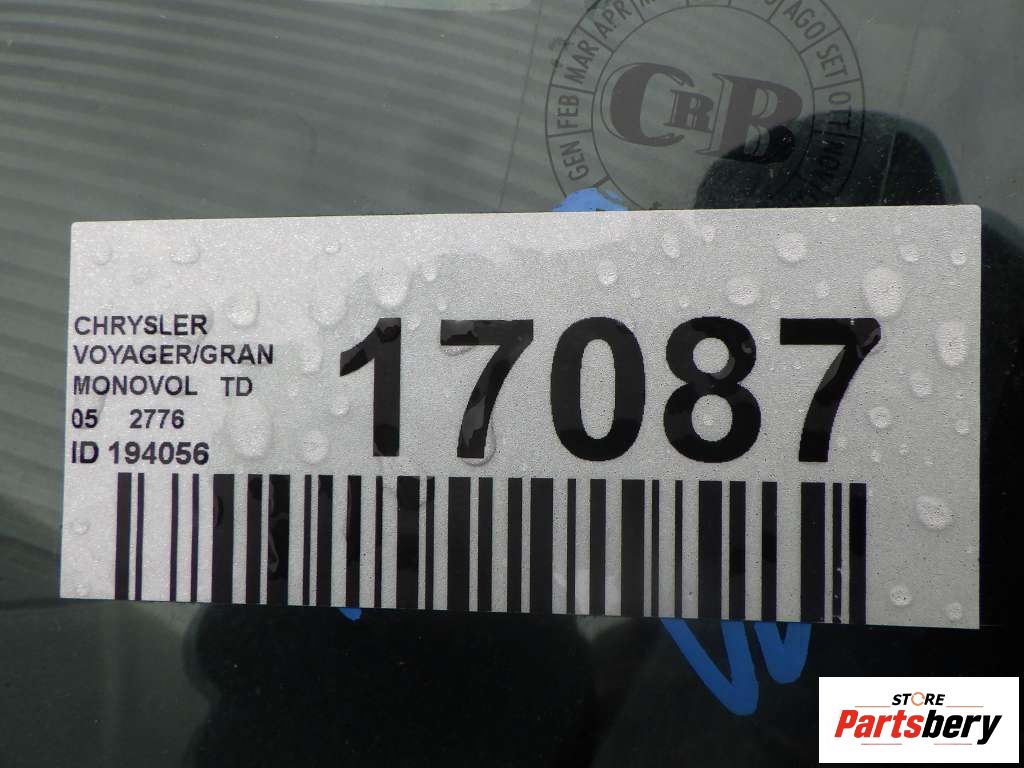 GEN FEB MAR APR AGO SET OTT
CRB
CHRYSLER
VOYAGER/GRAN
MONOVOL TD
05 2776
ID 194056
17087
STORE
Partsbery